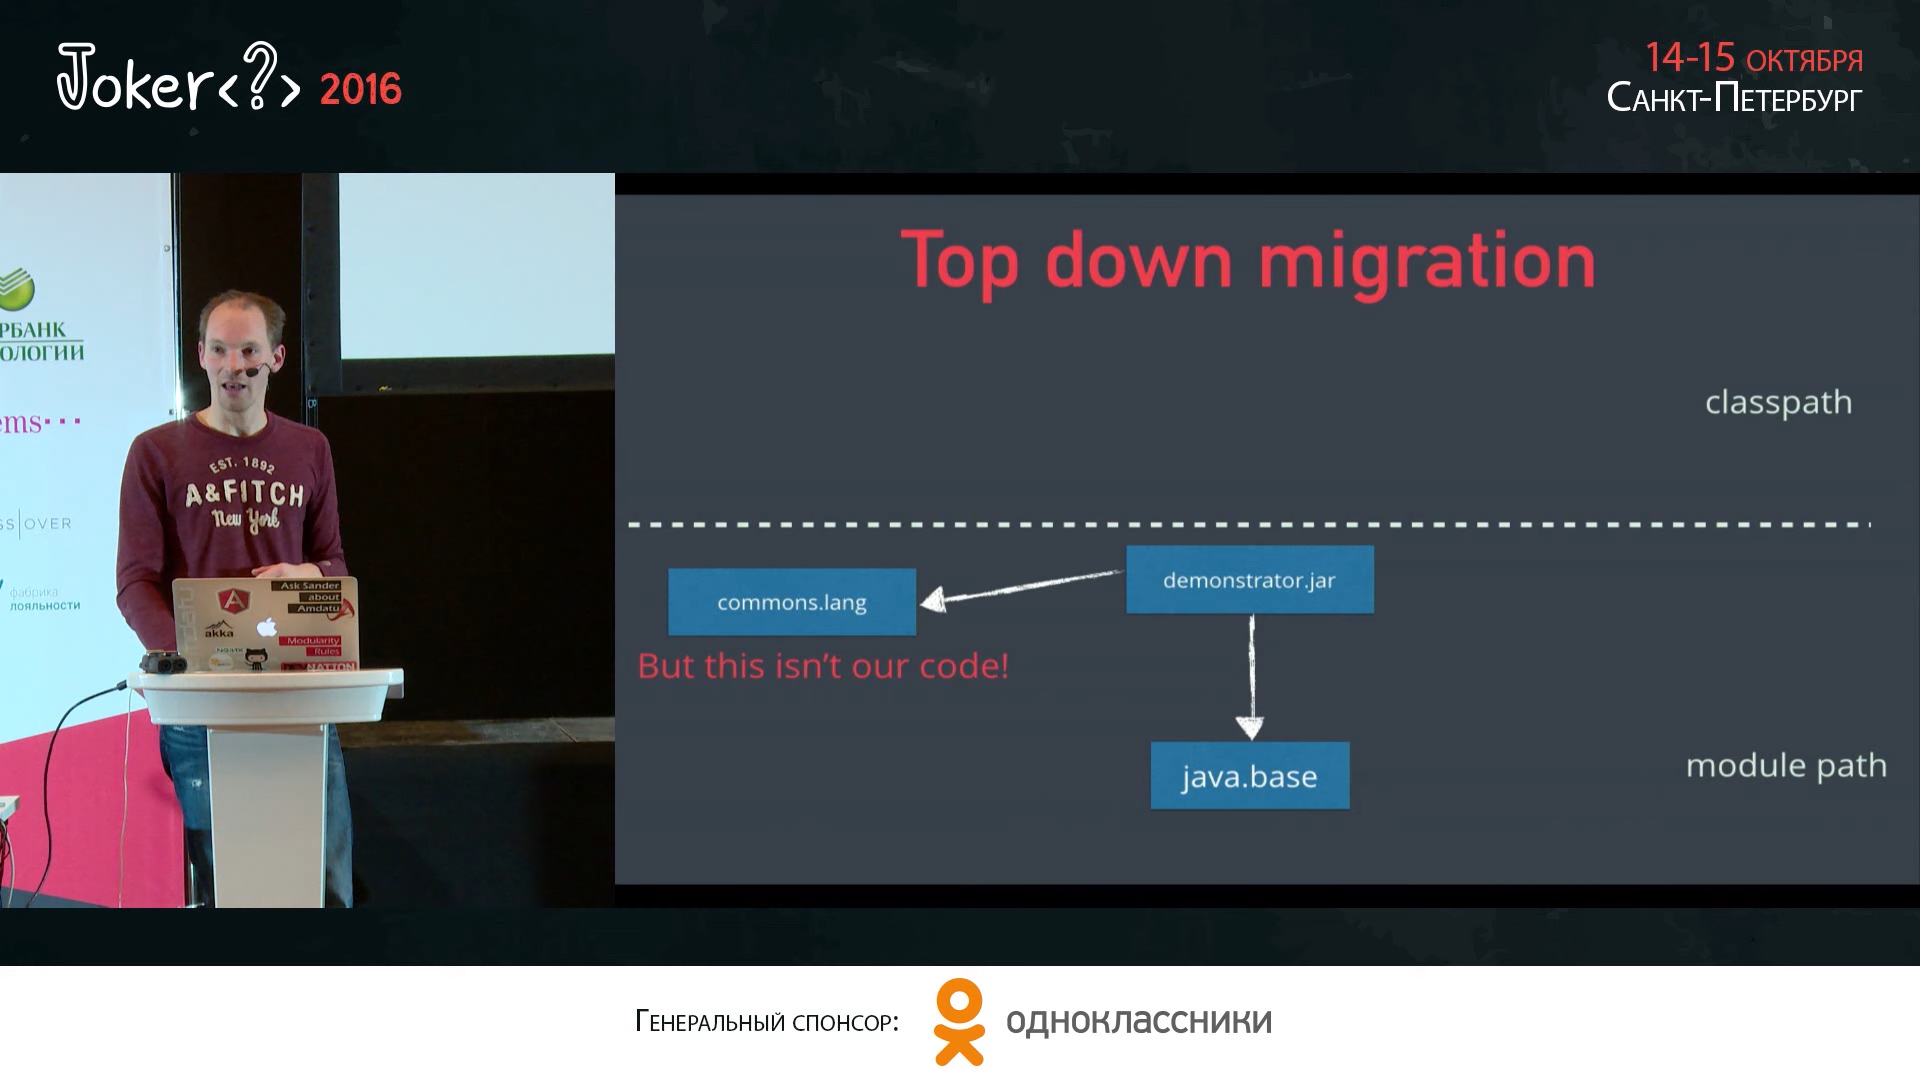 Joker<?> 2016
14-15 октября
Санкт-Петербург
РБАНК
ОЛОГИИ
ems
SS|OVER
фабрика
лояльности
EST. 1892
A&FITCH
New York
Ask Sander
about
Amdatu
akka
Modularity
Rules
Top down migration
classpath
commons.lang
demonstrator.jar
But this isn't our code!
java.base
module path
Генеральный спонсор:
одноклассники